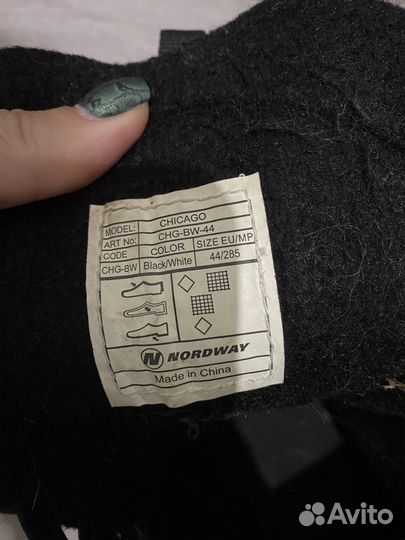 MODEL: CHICAGO
ART No: CHG-BW-44
CODE COLOR SIZE EU/MP
CHG-BW Black/White 44/285
N NORDWAY
Made in China
Avito